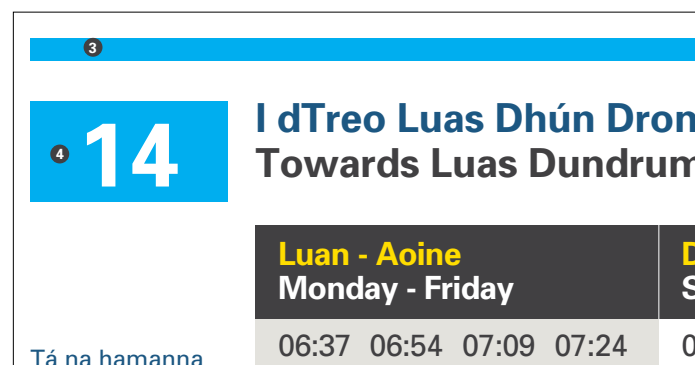 3
4 14
I dTreo Luas Dhún
Towards Luas Dundrum
Luan - Aoine
Monday - Friday
06:37 06:54 07:09 07:24
Tá na hamanna